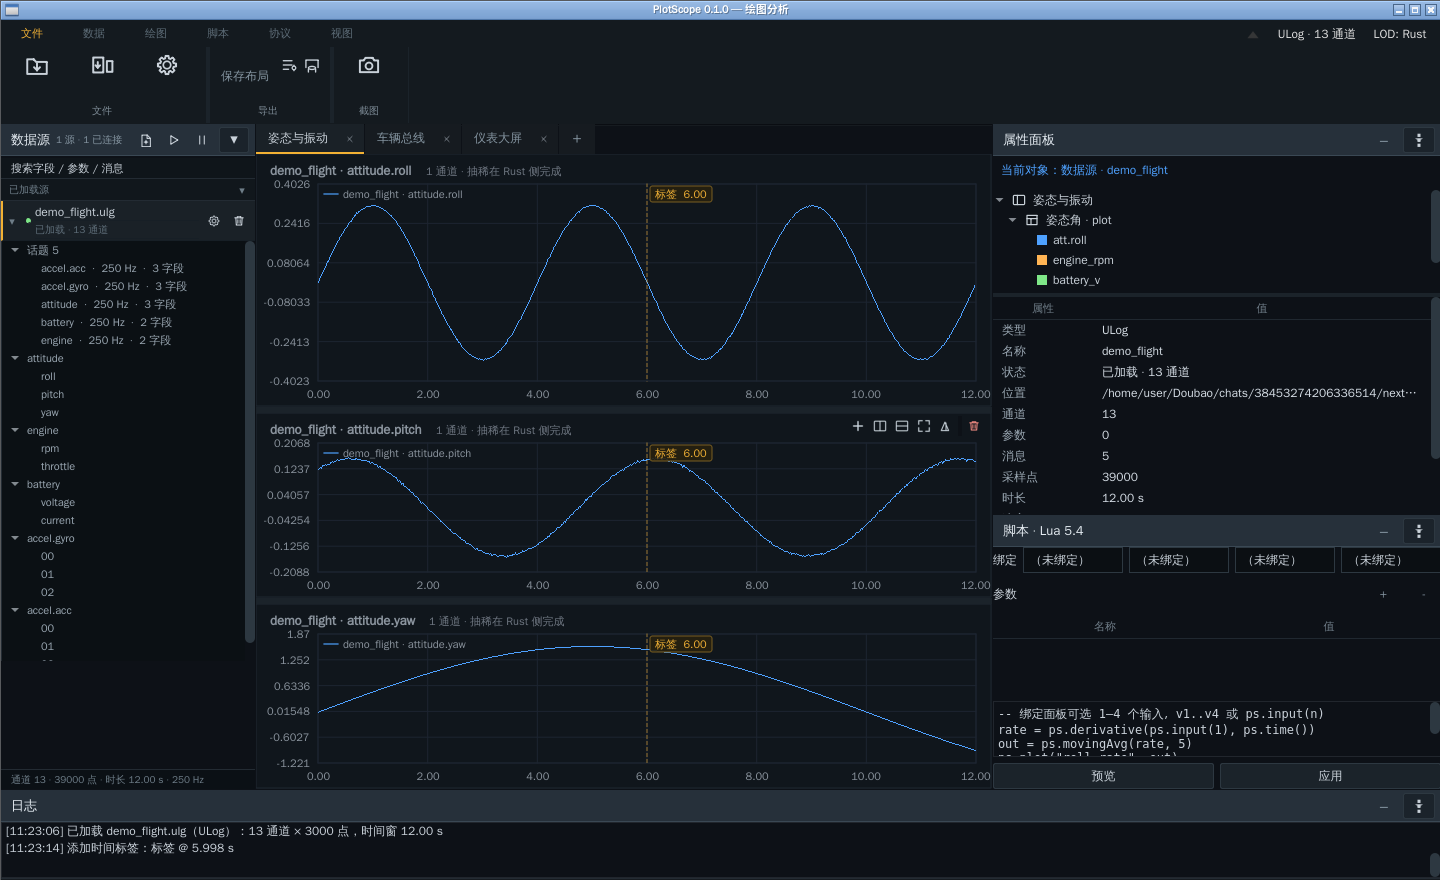 PlotScope 0.1.0 — 绘图分析
文件 数据 绘图 脚本 协议 视图
ULog · 13 通道 LOD: Rust
保存布局
文件 导出 截图
数据源 1 源 · 1 已连接
搜索字段 / 参数 / 消息
已加载源
demo_flight.ulg
已加载 · 13 通道
话题 5
accel.acc · 250 Hz · 3 字段
accel.gyro · 250 Hz · 3 字段
attitude · 250 Hz · 3 字段
battery · 250 Hz · 2 字段
engine · 250 Hz · 2 字段
attitude
roll
pitch
yaw
engine
rpm
throttle
battery
voltage
current
accel.gyro
00
01
02
accel.acc
00
01
通道 13 · 39000 点 · 时长 12.00 s · 250 Hz
姿态与振动 × 车辆总线 × 仪表大屏 × +
demo_flight · attitude.roll 1 通道 · 抽稀在 Rust 侧完成
demo_flight · attitude.roll
标签 6.00
0.4026
0.2416
0.08064
-0.08033
-0.2413
-0.4023
0.00 2.00 4.00 6.00 8.00 10.00 12.00
demo_flight · attitude.pitch 1 通道 · 抽稀在 Rust 侧完成
demo_flight · attitude.pitch
标签 6.00
0.2068
0.1237
0.04057
-0.04254
-0.1256
-0.2088
0.00 2.00 4.00 6.00 8.00 10.00 12.00
demo_flight · attitude.yaw 1 通道 · 抽稀在 Rust 侧完成
demo_flight · attitude.yaw
标签 6.00
1.87
1.252
0.6336
0.01548
-0.6027
-1.221
0.00 2.00 4.00 6.00 8.00 10.00 12.00
属性面板
当前对象：数据源 · demo_flight
姿态与振动
姿态角 · plot
att.roll
engine_rpm
battery_v
属性 值
类型 ULog
名称 demo_flight
状态 已加载 · 13 通道
位置 /home/user/Doubao/chats/38453274206336514/next···
通道 13
参数 0
消息 5
采样点 39000
时长 12.00 s
脚本 · Lua 5.4
绑定 （未绑定） （未绑定） （未绑定） （未绑定）
参数 + -
名称 值
-- 绑定面板可选 1–4 个输入，v1..v4 或 ps.input(n)
rate = ps.derivative(ps.input(1), ps.time())
out = ps.movingAvg(rate, 5)
预览 应用
日志
[11:23:06] 已加载 demo_flight.ulg（ULog）：13 通道 × 3000 点，时间窗 12.00 s
[11:23:14] 添加时间标签：标签 @ 5.998 s